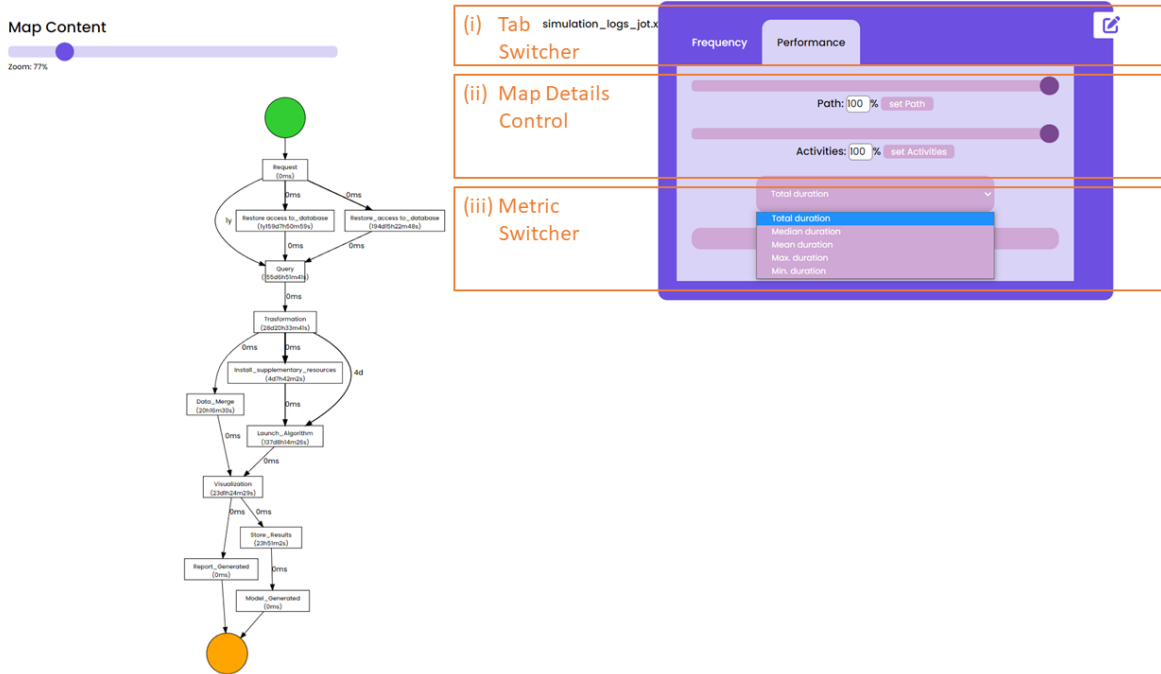 Map Content
Zoom: 77%
Request
(0ms)
0ms
0ms
1y
Restore access to_database
(1y159d7h50m59s)
Restore_access to_database
(194d15h22m48s)
0ms
0ms
Query
(155d6h51m41s)
0ms
Trasformation
(28d20h33m41s)
0ms
0ms
4d
Install_supplementary_resources
(4d7h42m2s)
Data_Merge
(20h16m30s)
0ms
0ms
Launch_Algorithm
(137d8h14m26s)
0ms
Visualization
(23d1h24m29s)
0ms
0ms
Store_Results
(23h51m2s)
Report_Generated
(0ms)
0ms
Model_Generated
(0ms)
(i) Tab
Switcher
simulation_logs_jot.x
Frequency
Performance
(ii) Map Details
Control
Path: 100 % set Path
Activities: 100 % set Activities
(iii) Metric
Switcher
Total duration
Total duration
Median duration
Mean duration
Max. duration
Min. duration